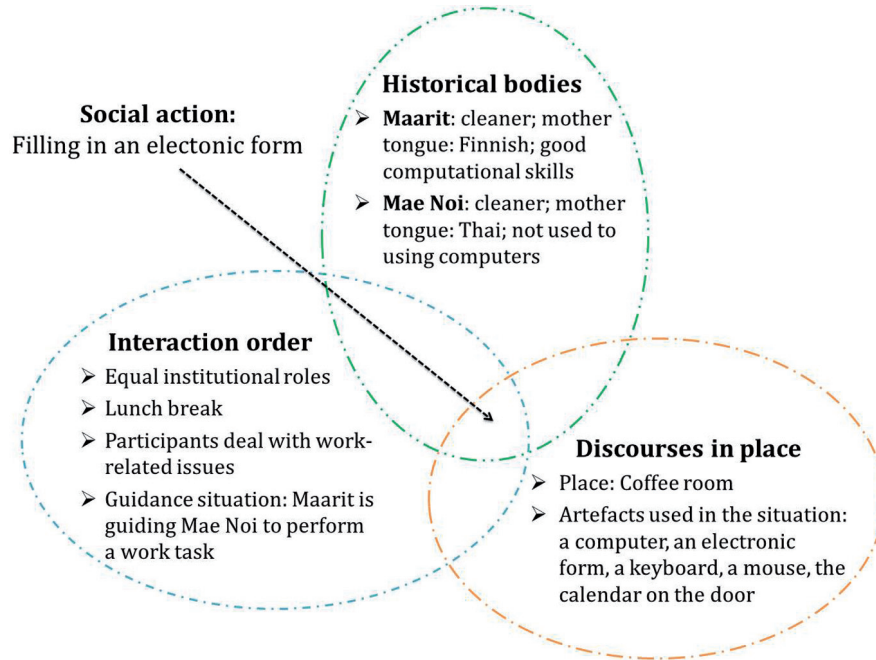 Social action:
Filling in an electonic form
Historical bodies
➢ Maarit: cleaner; mother
tongue: Finnish; good
computational skills
➢ Mae Noi: cleaner; mother
tongue: Thai; not used to
using computers
Interaction order
➢ Equal institutional roles
➢ Lunch break
➢ Participants deal with work-
related issues
➢ Guidance situation: Maarit is
guiding Mae Noi to perform
a work task
Discourses in place
➢ Place: Coffee room
➢ Artefacts used in the situation:
a computer, an electronic
form, a keyboard, a mouse, the
calendar on the door